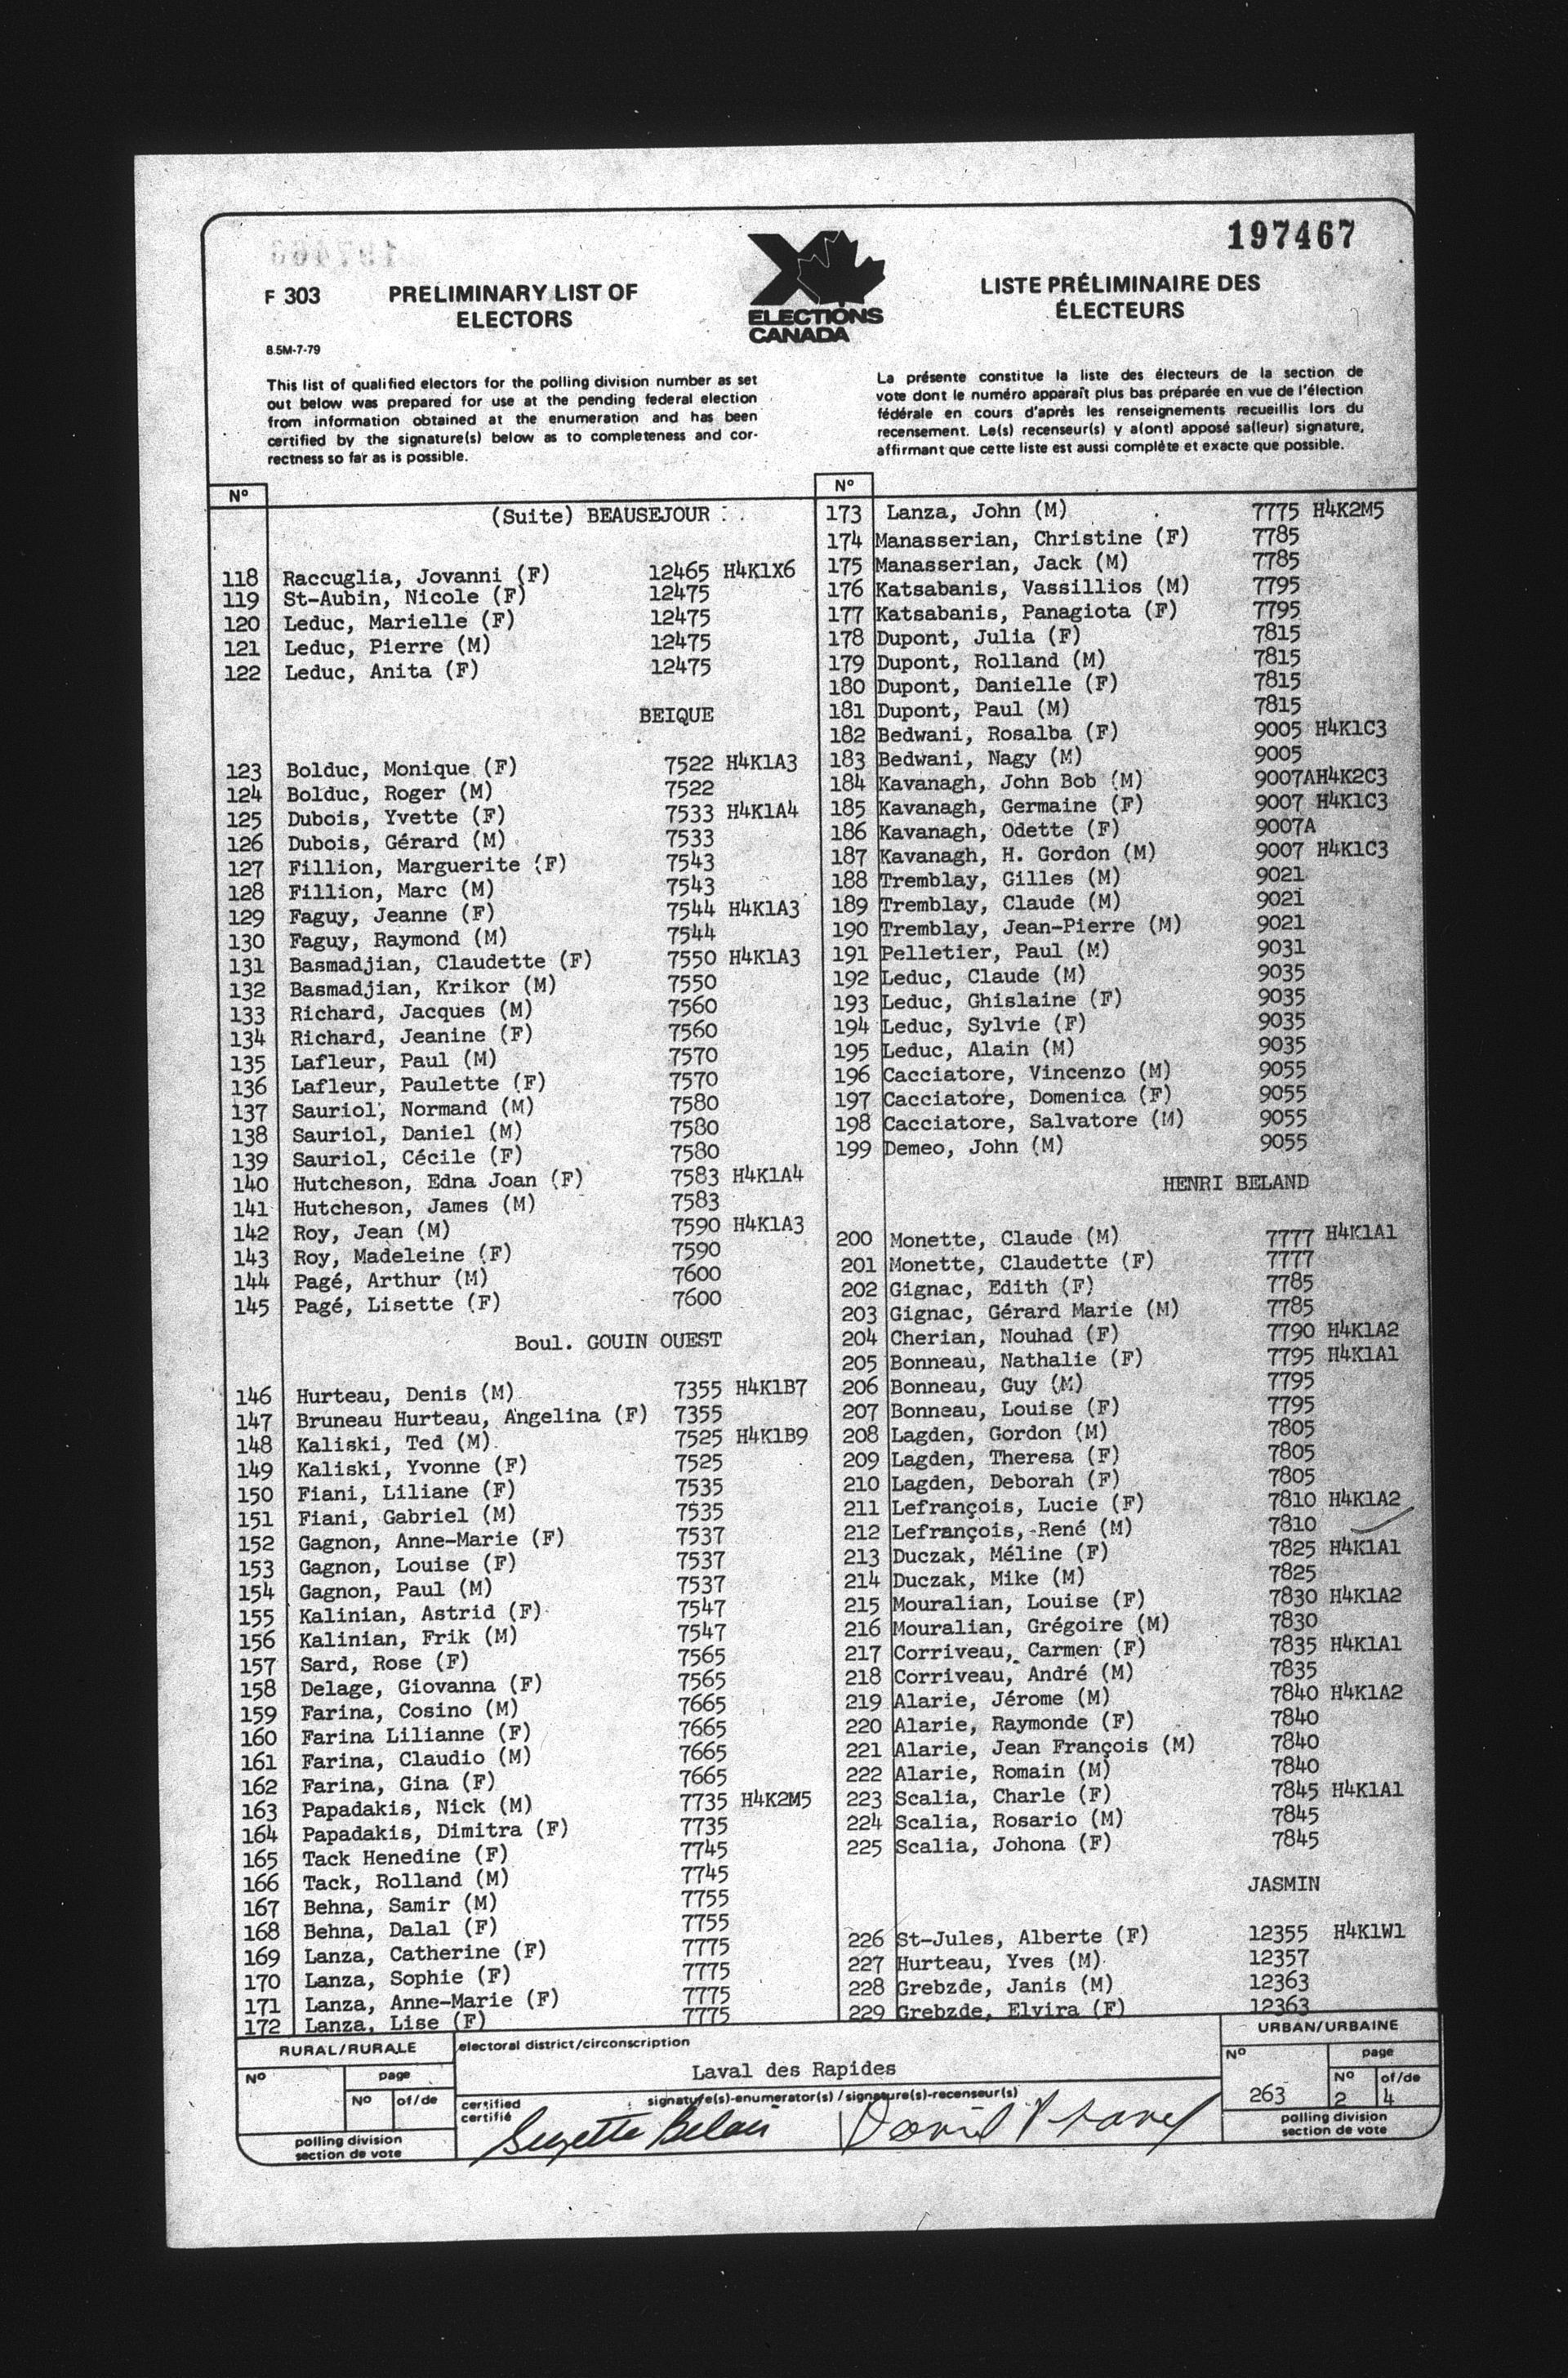 197467
F 303
PRELIMINARY LIST OF
ELECTORS
8.5M-7-79
ELECTIONS
CANADA
LISTE PRÉLIMINAIRE DES
ÉLECTEURS
This list of qualified electors for the polling division number as set
out below was prepared for use at the pending federal election
from information obtained at the enumeration and has been
certified by the signature(s) below as to completeness and cor-
rectness so far as is possible.
La présente constitue la liste des électeurs de la section de
vote dont le numéro apparaît plus bas préparée en vue de l'élection
fédérale en cours d'après les renseignements recueillis lors du
recensement. Le(s) recenseur(s) y a(ont) apposé sa(leur) signature,
affirmant que cette liste est aussi complète et exacte que possible.
Nº
(Suite) BEAUSEJOUR
118 Raccuglia, Jovanni (F) 12465 H4K1X6
119 St-Aubin, Nicole (F) 12475
120 Leduc, Marielle (F) 12475
121 Leduc, Pierre (M) 12475
122 Leduc, Anita (F) 12475
BEIQUE
123 Bolduc, Monique (F) 7522 H4K1A3
124 Bolduc, Roger (M) 7522
125 Dubois, Yvette (F) 7533 H4K1A4
126 Dubois, Gérard (M) 7533
127 Fillion, Marguerite (F) 7543
128 Fillion, Marc (M) 7543
129 Faguy, Jeanne (F) 7544 H4K1A3
130 Faguy, Raymond (M) 7544
131 Basmadjian, Claudette (F) 7550 H4K1A3
132 Basmadjian, Krikor (M) 7550
133 Richard, Jacques (M) 7560
134 Richard, Jeanine (F) 7560
135 Lafleur, Paul (M) 7570
136 Lafleur, Paulette (F) 7570
137 Sauriol, Normand (M) 7580
138 Sauriol, Daniel (M) 7580
139 Sauriol, Cécile (F) 7580
140 Hutcheson, Edna Joan (F) 7583 H4K1A4
141 Hutcheson, James (M) 7583
142 Roy, Jean (M) 7590 H4K1A3
143 Roy, Madeleine (F) 7590
144 Pagé, Arthur (M) 7600
145 Pagé, Lisette (F) 7600
Boul. GOUIN OUEST
146 Hurteau, Denis (M) 7355 H4K1B7
147 Bruneau Hurteau, Angelina (F) 7355
148 Kaliski, Ted (M) 7525 H4K1B9
149 Kaliski, Yvonne (F) 7525
150 Fiani, Liliane (F) 7535
151 Fiani, Gabriel (M) 7535
152 Gagnon, Anne-Marie (F) 7537
153 Gagnon, Louise (F) 7537
154 Gagnon, Paul (M) 7537
155 Kalinian, Astrid (F) 7547
156 Kalinian, Frik (M) 7547
157 Sard, Rose (F) 7565
158 Delage, Giovanna (F) 7565
159 Farina, Cosino (M) 7665
160 Farina Lilianne (F) 7665
161 Farina, Claudio (M) 7665
162 Farina, Gina (F) 7665
163 Papadakis, Nick (M) 7735 H4K2M5
164 Papadakis, Dimitra (F) 7735
165 Tack Henedine (F) 7745
166 Tack, Rolland (M) 7745
167 Behna, Samir (M) 7755
168 Behna, Dalal (F) 7755
169 Lanza, Catherine (F) 7775
170 Lanza, Sophie (F) 7775
171 Lanza, Anne-Marie (F) 7775
172 Lanza, Lise (F) 7775
Nº
173 Lanza, John (M) 7775 H4K2M5
174 Manasserian, Christine (F) 7785
175 Manasserian, Jack (M) 7785
176 Katsabanis, Vassillios (M) 7795
177 Katsabanis, Panagiota (F) 7795
178 Dupont, Julia (F) 7815
179 Dupont, Rolland (M) 7815
180 Dupont, Danielle (F) 7815
181 Dupont, Paul (M) 7815
182 Bedwani, Rosalba (F) 9005 H4K1C3
183 Bedwani, Nagy (M) 9005
184 Kavanagh, John Bob (M) 9007AH4K2C3
185 Kavanagh, Germaine (F) 9007 H4K1C3
186 Kavanagh, Odette (F) 9007A
187 Kavanagh, H. Gordon (M) 9007 H4K1C3
188 Tremblay, Gilles (M) 9021
189 Tremblay, Claude (M) 9021
190 Tremblay, Jean-Pierre (M) 9021
191 Pelletier, Paul (M) 9031
192 Leduc, Claude (M) 9035
193 Leduc, Ghislaine (F) 9035
194 Leduc, Sylvie (F) 9035
195 Leduc, Alain (M) 9035
196 Cacciatore, Vincenzo (M) 9055
197 Cacciatore, Domenica (F) 9055
198 Cacciatore, Salvatore (M) 9055
199 Demeo, John (M) 9055
HENRI BELAND
200 Monette, Claude (M) 7777 H4K1A1
201 Monette, Claudette (F) 7777
202 Gignac, Edith (F) 7785
203 Gignac, Gérard Marie (M) 7785
204 Cherian, Nouhad (F) 7790 H4K1A2
205 Bonneau, Nathalie (F) 7795 H4K1A1
206 Bonneau, Guy (M) 7795
207 Bonneau, Louise (F) 7795
208 Lagden, Gordon (M) 7805
209 Lagden, Theresa (F) 7805
210 Lagden, Deborah (F) 7805
211 Lefrançois, Lucie (F) 7810 H4K1A2
212 Lefrançois, René (M) 7810
213 Duczak, Méline (F) 7825 H4K1A1
214 Duczak, Mike (M) 7825
215 Mouralian, Louise (F) 7830 H4K1A2
216 Mouralian, Grégoire (M) 7830
217 Corriveau, Carmen (F) 7835 H4K1A1
218 Corriveau, André (M) 7835
219 Alarie, Jérome (M) 7840 H4K1A2
220 Alarie, Raymonde (F) 7840
221 Alarie, Jean François (M) 7840
222 Alarie, Romain (M) 7840
223 Scalia, Charle (F) 7845 H4K1A1
224 Scalia, Rosario (M) 7845
225 Scalia, Johona (F) 7845
JASMIN
226 St-Jules, Alberte (F) 12355 H4K1W1
227 Hurteau, Yves (M) 12357
228 Grebzde, Janis (M) 12363
229 Grebzde, Elvira (F) 12363
RURAL/RURALE
Nº
page
Nº of/de
polling division
section de vote
electoral district/circonscription
Laval des Rapides
certified
certifié
signature(s)-enumerator(s) / signature(s)-recenseur(s)
Suzette Belair
David
URBAN/URBAINE
Nº
263
page
Nº of/de
2 4
polling division
section de vote